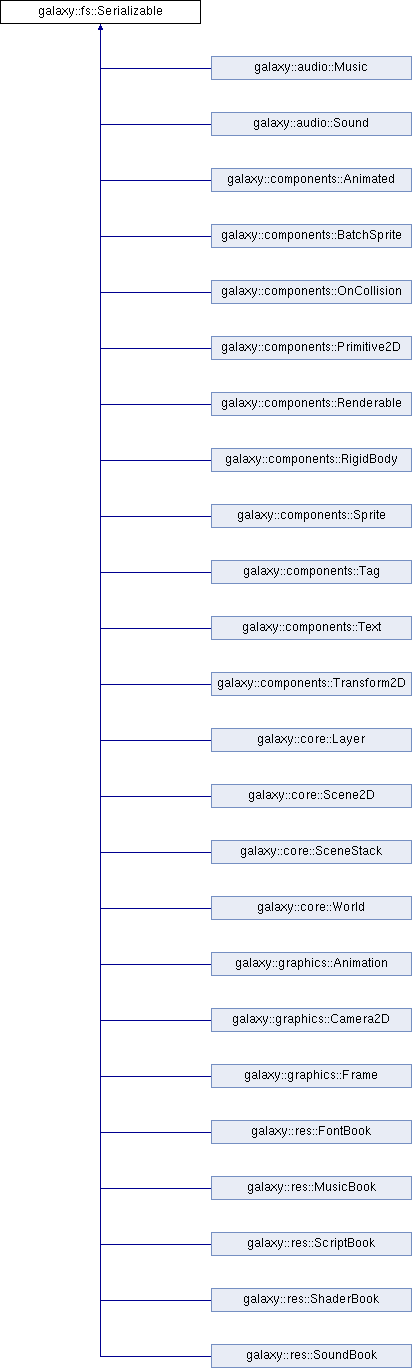 galaxy::fs::Serializable
galaxy::audio::Music
galaxy::audio::Sound
galaxy::components::Animated
galaxy::components::BatchSprite
galaxy::components::OnCollision
galaxy::components::Primitive2D
galaxy::components::Renderable
galaxy::components::RigidBody
galaxy::components::Sprite
galaxy::components::Tag
galaxy::components::Text
galaxy::components::Transform2D
galaxy::core::Layer
galaxy::core::Scene2D
galaxy::core::SceneStack
galaxy::core::World
galaxy::graphics::Animation
galaxy::graphics::Camera2D
galaxy::graphics::Frame
galaxy::res::FontBook
galaxy::res::MusicBook
galaxy::res::ScriptBook
galaxy::res::ShaderBook
galaxy::res::SoundBook